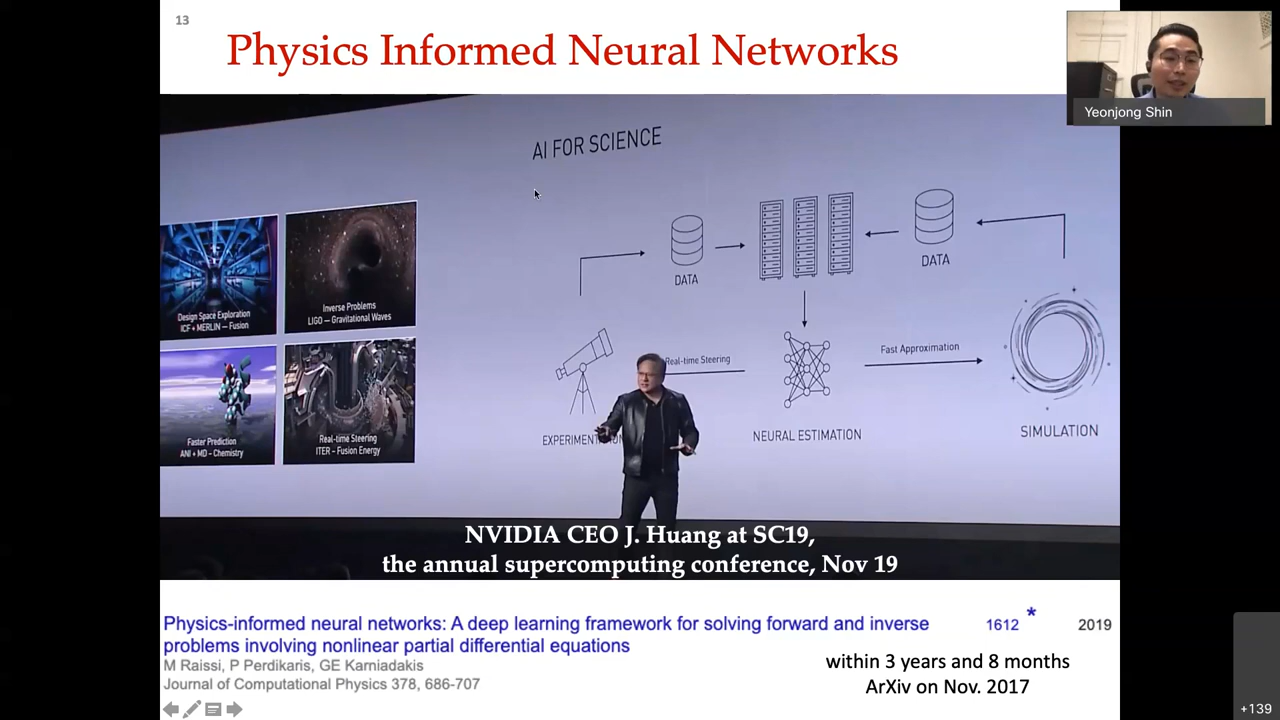 13
Physics Informed Neural Networks
Yeonjong Shin
AI FOR SCIENCE
DATA
DATA
Design Space Exploration
ICF + MERLIN — Fusion
Inverse Problems
LIGO — Gravitational Waves
Real-time Steering
Fast Approximation
Faster Prediction
ANI + MD – Chemistry
Real-time Steering
ITER – Fusion Energy
NEURAL ESTIMATION
SIMULATION
NVIDIA CEO J. Huang at SC19,
the annual supercomputing conference, Nov 19
Physics-informed neural networks: A deep learning framework for solving forward and inverse
problems involving nonlinear partial differential equations
1612 *
2019
M Raissi, P Perdikaris, GE Karniadakis
Journal of Computational Physics 378, 686-707
within 3 years and 8 months
ArXiv on Nov. 2017
+139